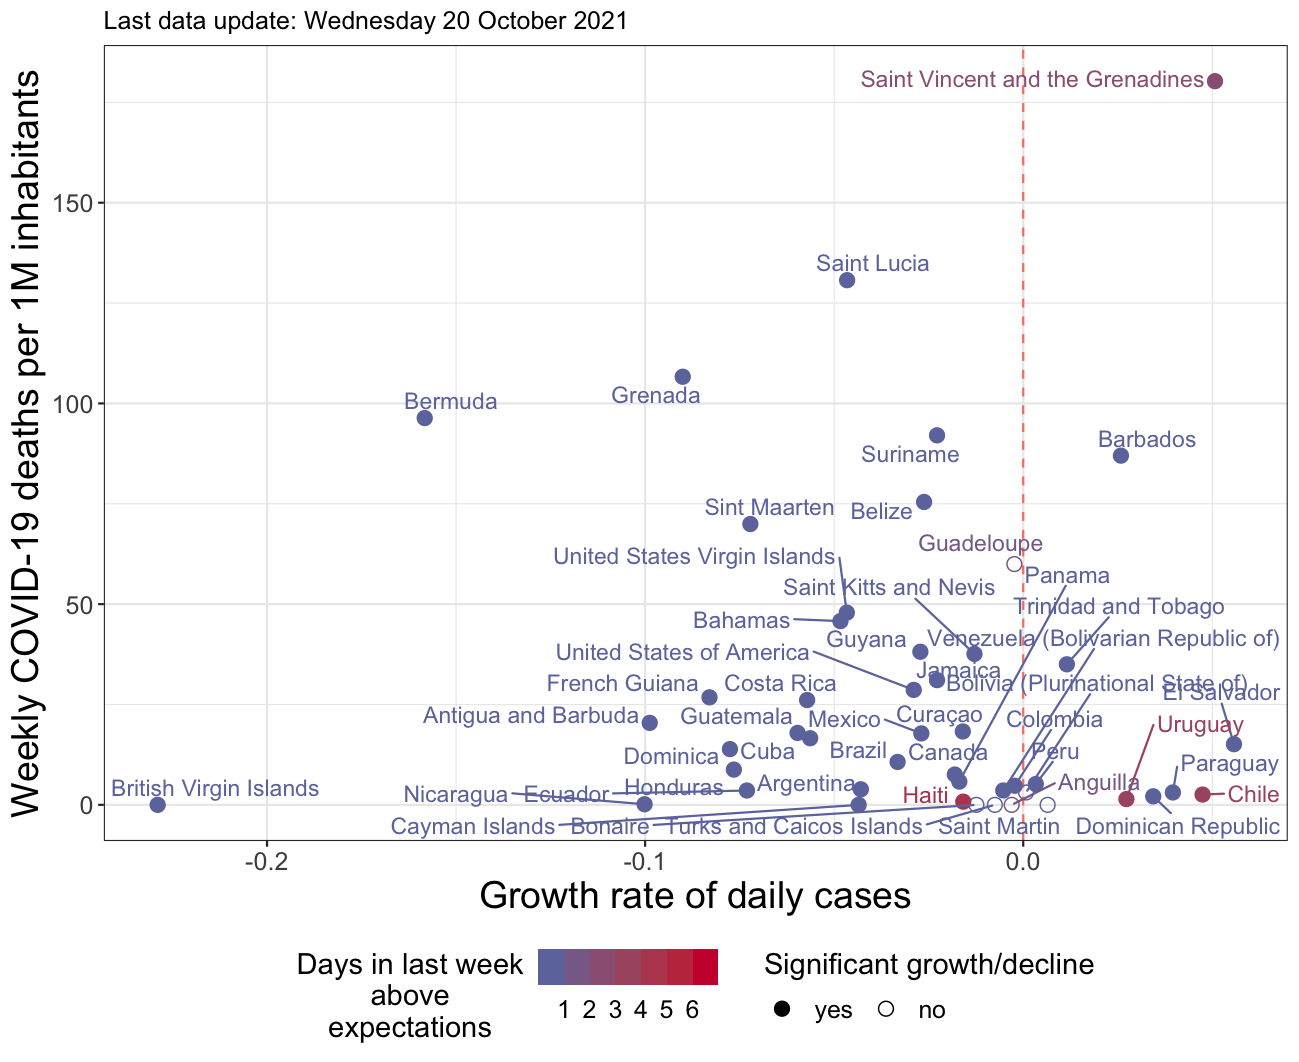 Last data update: Wednesday 20 October 2021
Weekly COVID-19 deaths per 1M inhabitants
150
100
50
0
Saint Vincent and the Grenadines
Saint Lucia
Grenada
Bermuda
Suriname
Barbados
Sint Maarten
Belize
Guadeloupe
United States Virgin Islands
Panama
Saint Kitts and Nevis
Trinidad and Tobago
Bahamas
Guyana
Venezuela (Bolivarian Republic of)
United States of America
Jamaica
French Guiana
Costa Rica
Bolivia (Plurinational State of)
El Salvador
Antigua and Barbuda
Guatemala
Mexico
Curaçao
Colombia
Uruguay
Dominica
Cuba
Brazil
Canada
Peru
Paraguay
British Virgin Islands
Nicaragua
Ecuador
Honduras
Argentina
Haiti
Anguilla
Chile
Cayman Islands
Bonaire
Turks and Caicos Islands
Saint Martin
Dominican Republic
-0.2
-0.1
0.0
Growth rate of daily cases
Days in last week
above
expectations
1 2 3 4 5 6
Significant growth/decline
yes
no